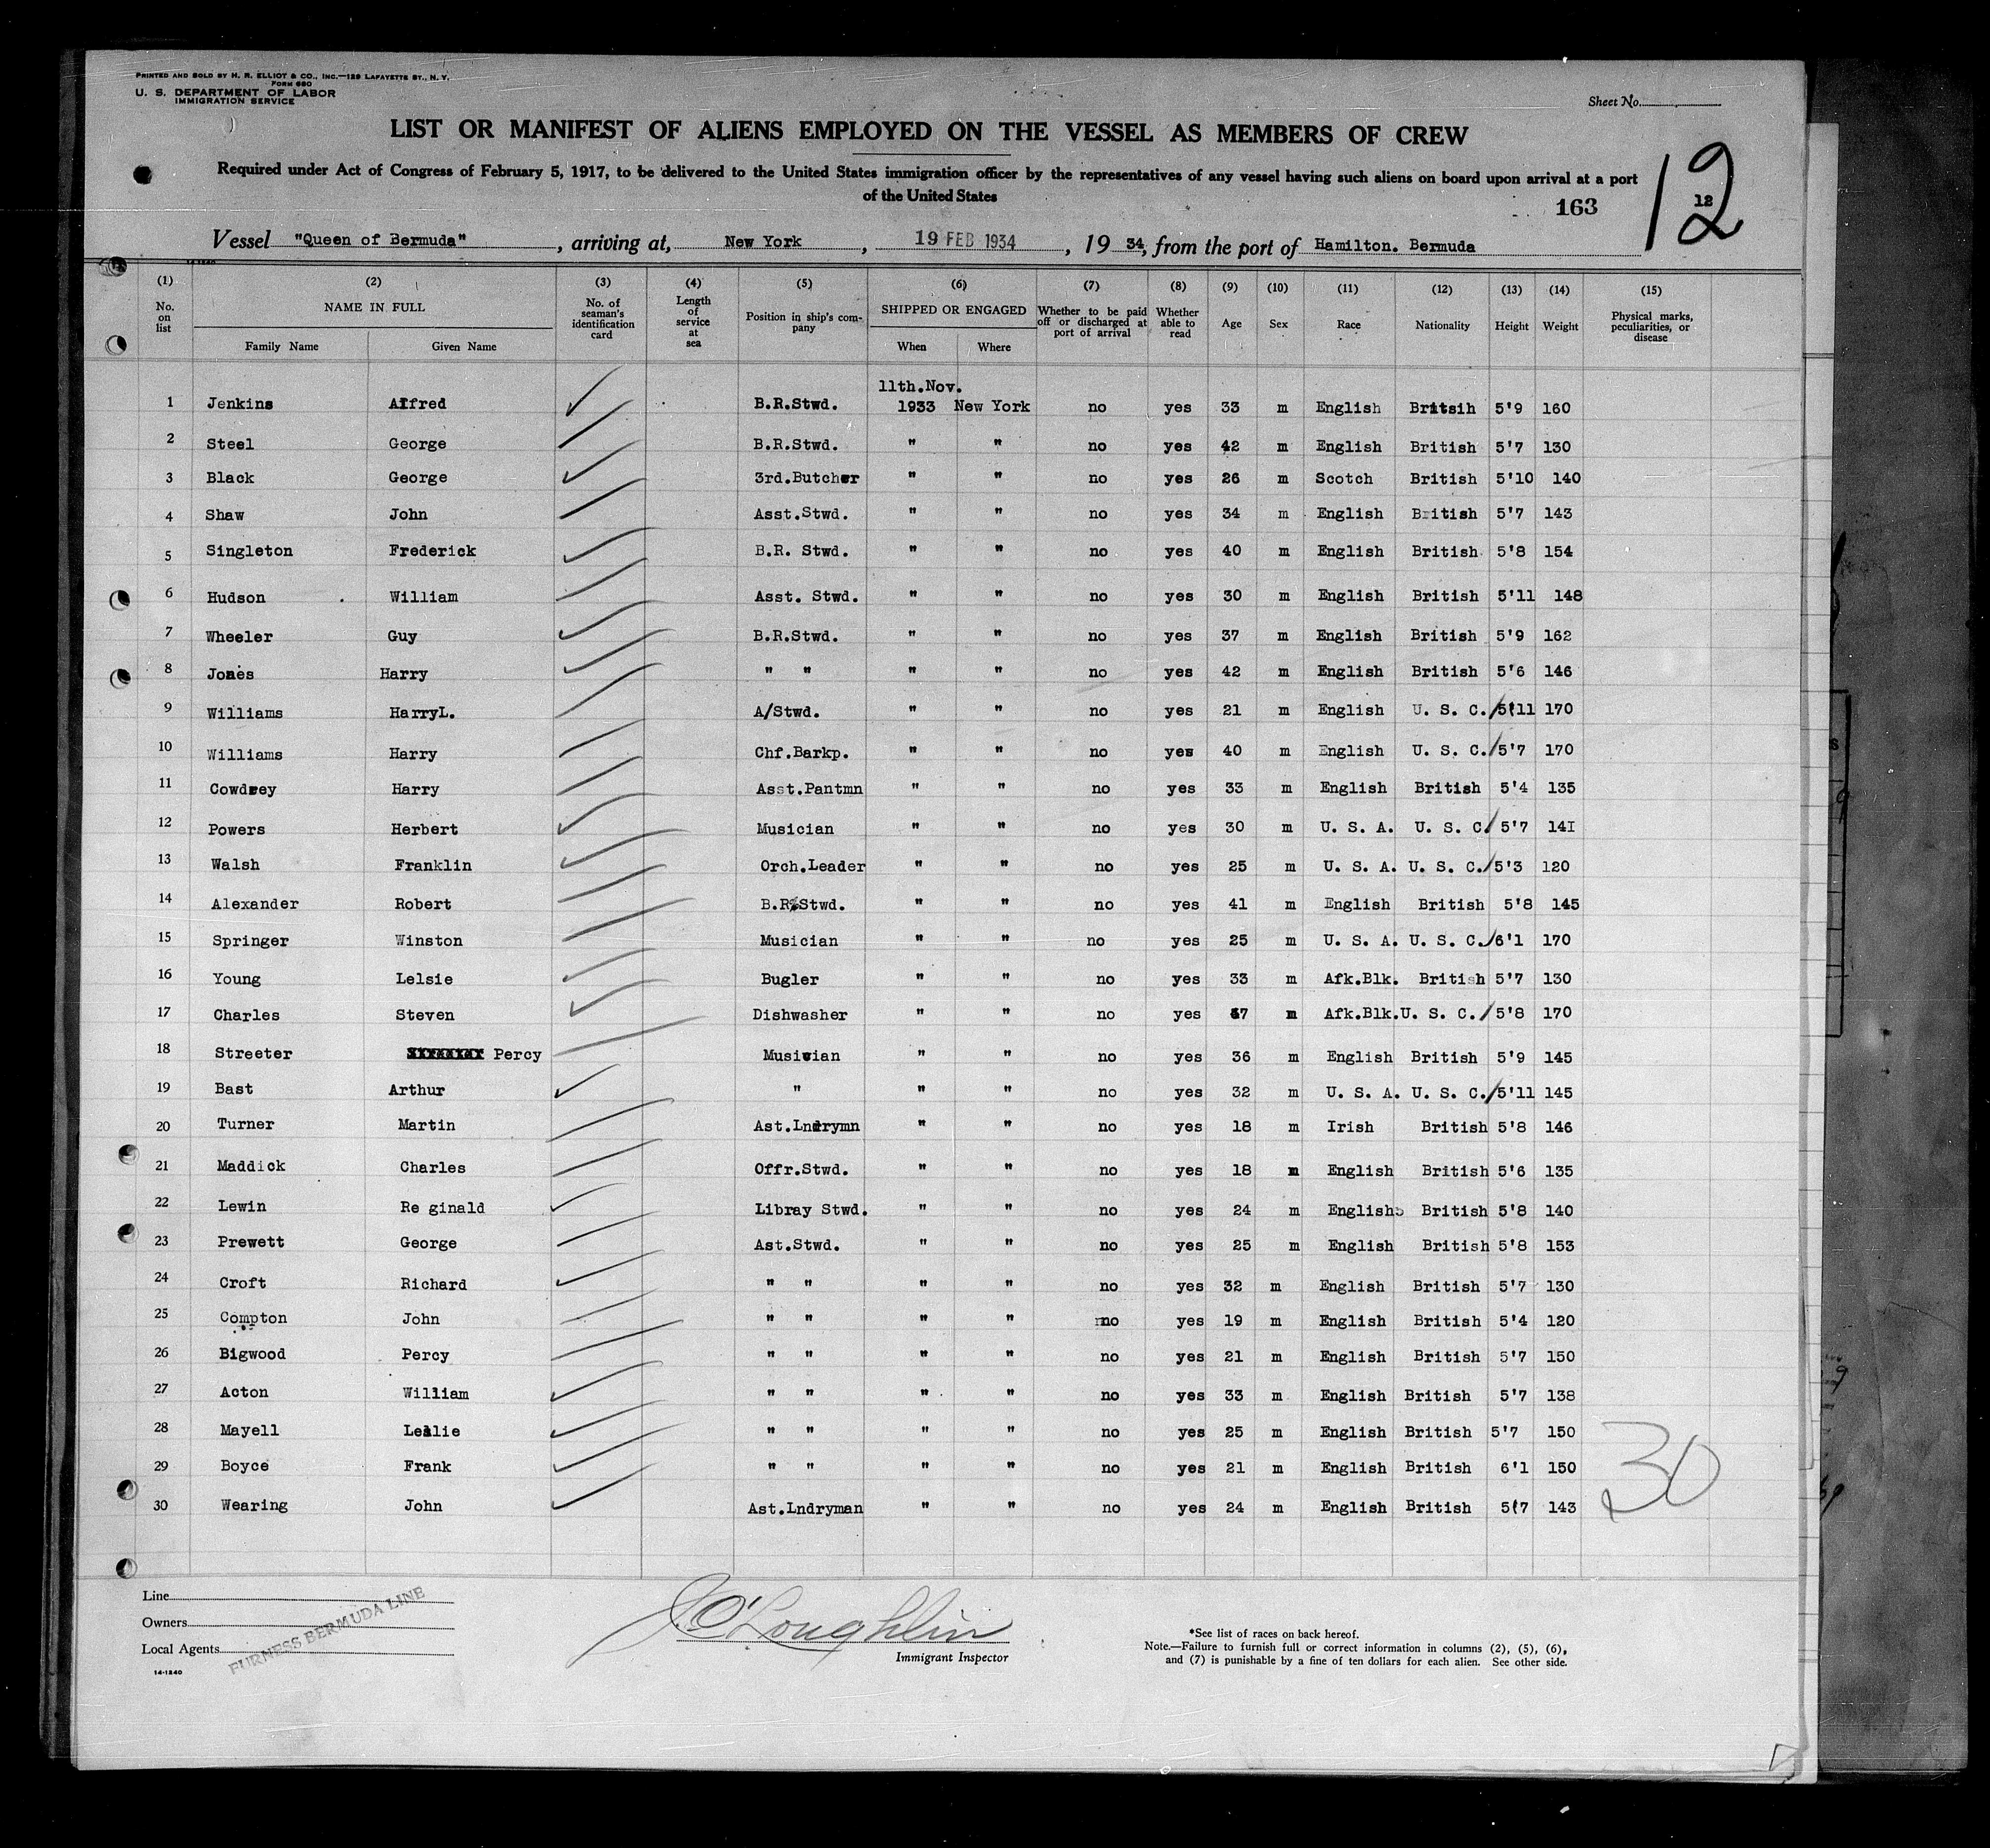 PRINTED AND SOLD BY H. R. ELLIOT & CO., INC.—129 LAFAYETTE ST., N. Y.
FORM 680
U. S. DEPARTMENT OF LABOR
IMMIGRATION SERVICE
Sheet No.
LIST OR MANIFEST OF ALIENS EMPLOYED ON THE VESSEL AS MEMBERS OF CREW
Required under Act of Congress of February 5, 1917, to be delivered to the United States immigration officer by the representatives of any vessel having such aliens on board upon arrival at a port
of the United States
163
12
12
Vessel "Queen of Bermuda", arriving at, New York, 19 FEB 1934, 19 34, from the port of Hamilton. Bermuda
(1) (2) (3) (4) (5) (6) (7) (8) (9) (10) (11) (12) (13) (14) (15)
No. on list NAME IN FULL Family Name Given Name No. of seaman's identification card Length of service at sea Position in ship's company SHIPPED OR ENGAGED When Where Whether to be paid off or discharged at port of arrival Whether able to read Age Sex Race Nationality Height Weight Physical marks, peculiarities, or disease
11th.Nov.
1 Jenkins Alfred B.R.Stwd. 1933 New York no yes 33 m English Britsih 5'9 160
2 Steel George B.R.Stwd. " " no yes 42 m English British 5'7 130
3 Black George 3rd.Butcher " " no yes 26 m Scotch British 5'10 140
4 Shaw John Asst.Stwd. " " no yes 34 m English British 5'7 143
5 Singleton Frederick B.R. Stwd. " " no yes 40 m English British 5'8 154
6 Hudson William Asst. Stwd. " " no yes 30 m English British 5'11 148
7 Wheeler Guy B.R.Stwd. " " no yes 37 m English British 5'9 162
8 Jones Harry " " " " no yes 42 m English British 5'6 146
9 Williams HarryL. A/Stwd. " " no yes 21 m English U. S. C. 5'11 170
10 Williams Harry Chf.Barkp. " " no yes 40 m English U. S. C. 5'7 170
11 Cowdrey Harry Asst.Pantmn " " no yes 33 m English British 5'4 135
12 Powers Herbert Musician " " no yes 30 m U. S. A. U. S. C. 5'7 14I
13 Walsh Franklin Orch.Leader " " no yes 25 m U. S. A. U. S. C. 5'3 120
14 Alexander Robert B.R.Stwd. " " no yes 41 m English British 5'8 145
15 Springer Winston Musician " " no yes 25 m U. S. A. U. S. C. 6'1 170
16 Young Lelsie Bugler " " no yes 33 m Afk.Blk. British 5'7 130
17 Charles Steven Dishwasher " " no yes m Afk.Blk. U. S. C. 5'8 170
18 Streeter Percy Musician " " no yes 36 m English British 5'9 145
19 Bast Arthur " " " no yes 32 m U. S. A. U. S. C. 5'11 145
20 Turner Martin Ast.Lndrymn " " no yes 18 m Irish British 5'8 146
21 Maddick Charles Offr.Stwd. " " no yes 18 m English British 5'6 135
22 Lewin Re ginald Libray Stwd. " " no yes 24 m English British 5'8 140
23 Prewett George Ast.Stwd. " " no yes 25 m English British 5'8 153
24 Croft Richard " " " " no yes 32 m English British 5'7 130
25 Compton John " " " " no yes 19 m English British 5'4 120
26 Bigwood Percy " " " " no yes 21 m English British 5'7 150
27 Acton William " " " " no yes 33 m English British 5'7 138
28 Mayell Leslie " " " " no yes 25 m English British 5'7 150
29 Boyce Frank " " " " no yes 21 m English British 6'1 150
30 Wearing John Ast.Lndryman " " no yes 24 m English British 5'7 143
30
Line
Owners
Local Agents
FURNESS BERMUDA LINE
14-1240
J O'Loughlin
Immigrant Inspector
*See list of races on back hereof.
Note.—Failure to furnish full or correct information in columns (2), (5), (6),
and (7) is punishable by a fine of ten dollars for each alien. See other side.